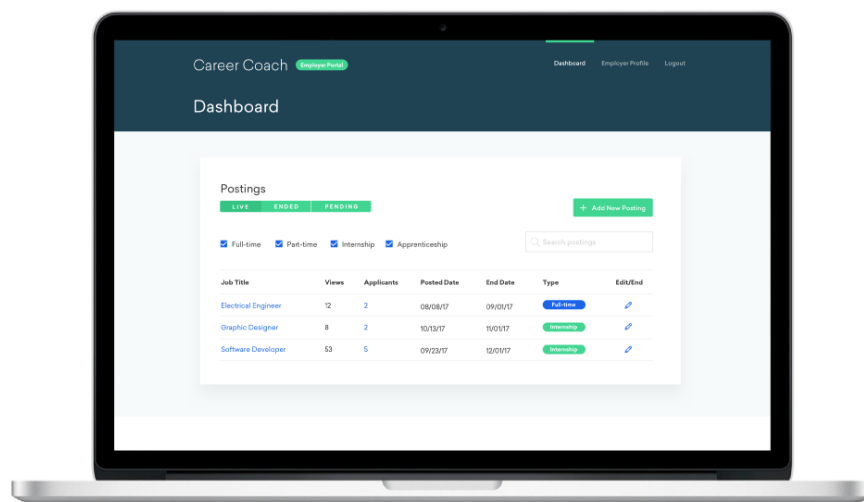 Career Coach Employer Portal Dashboard Employer Profile Logout
Dashboard
Postings
LIVE ENDED PENDING
+ Add New Posting
Full-time Part-time Internship Apprenticeship Search postings
Job Title Views Applicants Posted Date End Date Type Edit/End
Electrical Engineer 12 2 08/08/17 09/01/17 Full-time
Graphic Designer 8 2 10/13/17 11/01/17 Internship
Software Developer 53 5 09/23/17 12/01/17 Internship